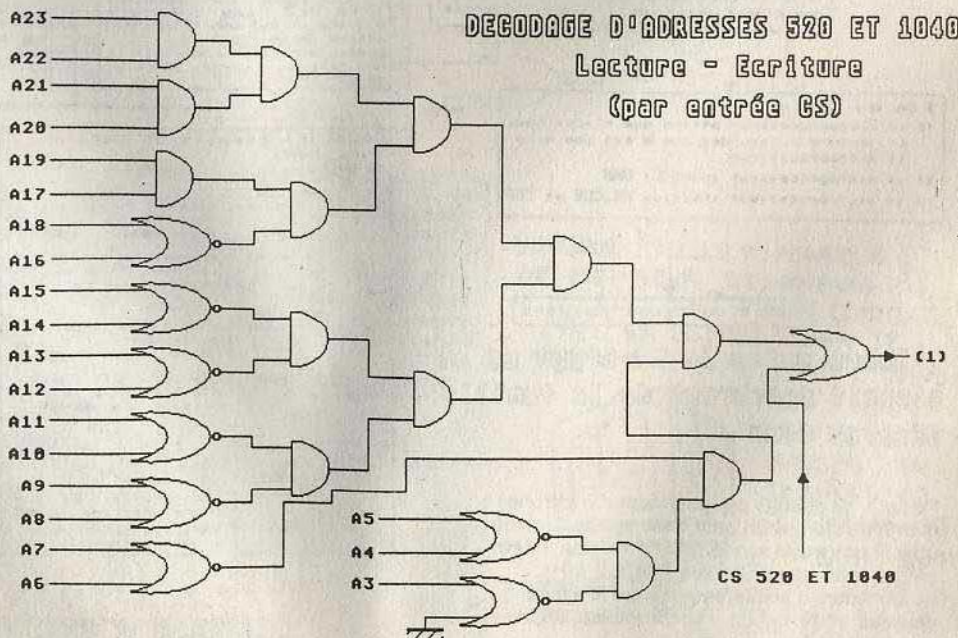 DECODAGE D'ADRESSES 520 ET 1040
Lecture - Ecriture
(par entrée CS)
A23
A22
A21
A20
A19
A17
A18
A16
A15
A14
A13
A12
A11
A10
A9
A8
A7
A6
A5
A4
A3
(1)
CS 520 ET 1040